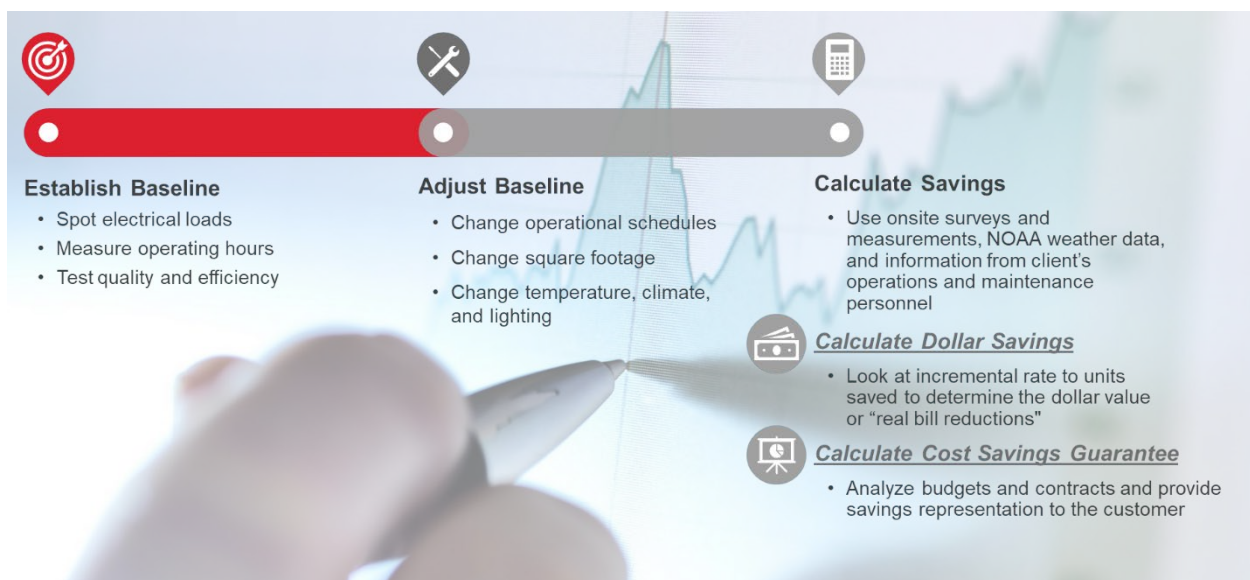 Establish Baseline
• Spot electrical loads
• Measure operating hours
• Test quality and efficiency
Adjust Baseline
• Change operational schedules
• Change square footage
• Change temperature, climate,
and lighting
Calculate Savings
• Use onsite surveys and
measurements, NOAA weather data,
and information from client's
operations and maintenance
personnel
Calculate Dollar Savings
• Look at incremental rate to units
saved to determine the dollar value
or “real bill reductions"
Calculate Cost Savings Guarantee
• Analyze budgets and contracts and provide
savings representation to the customer